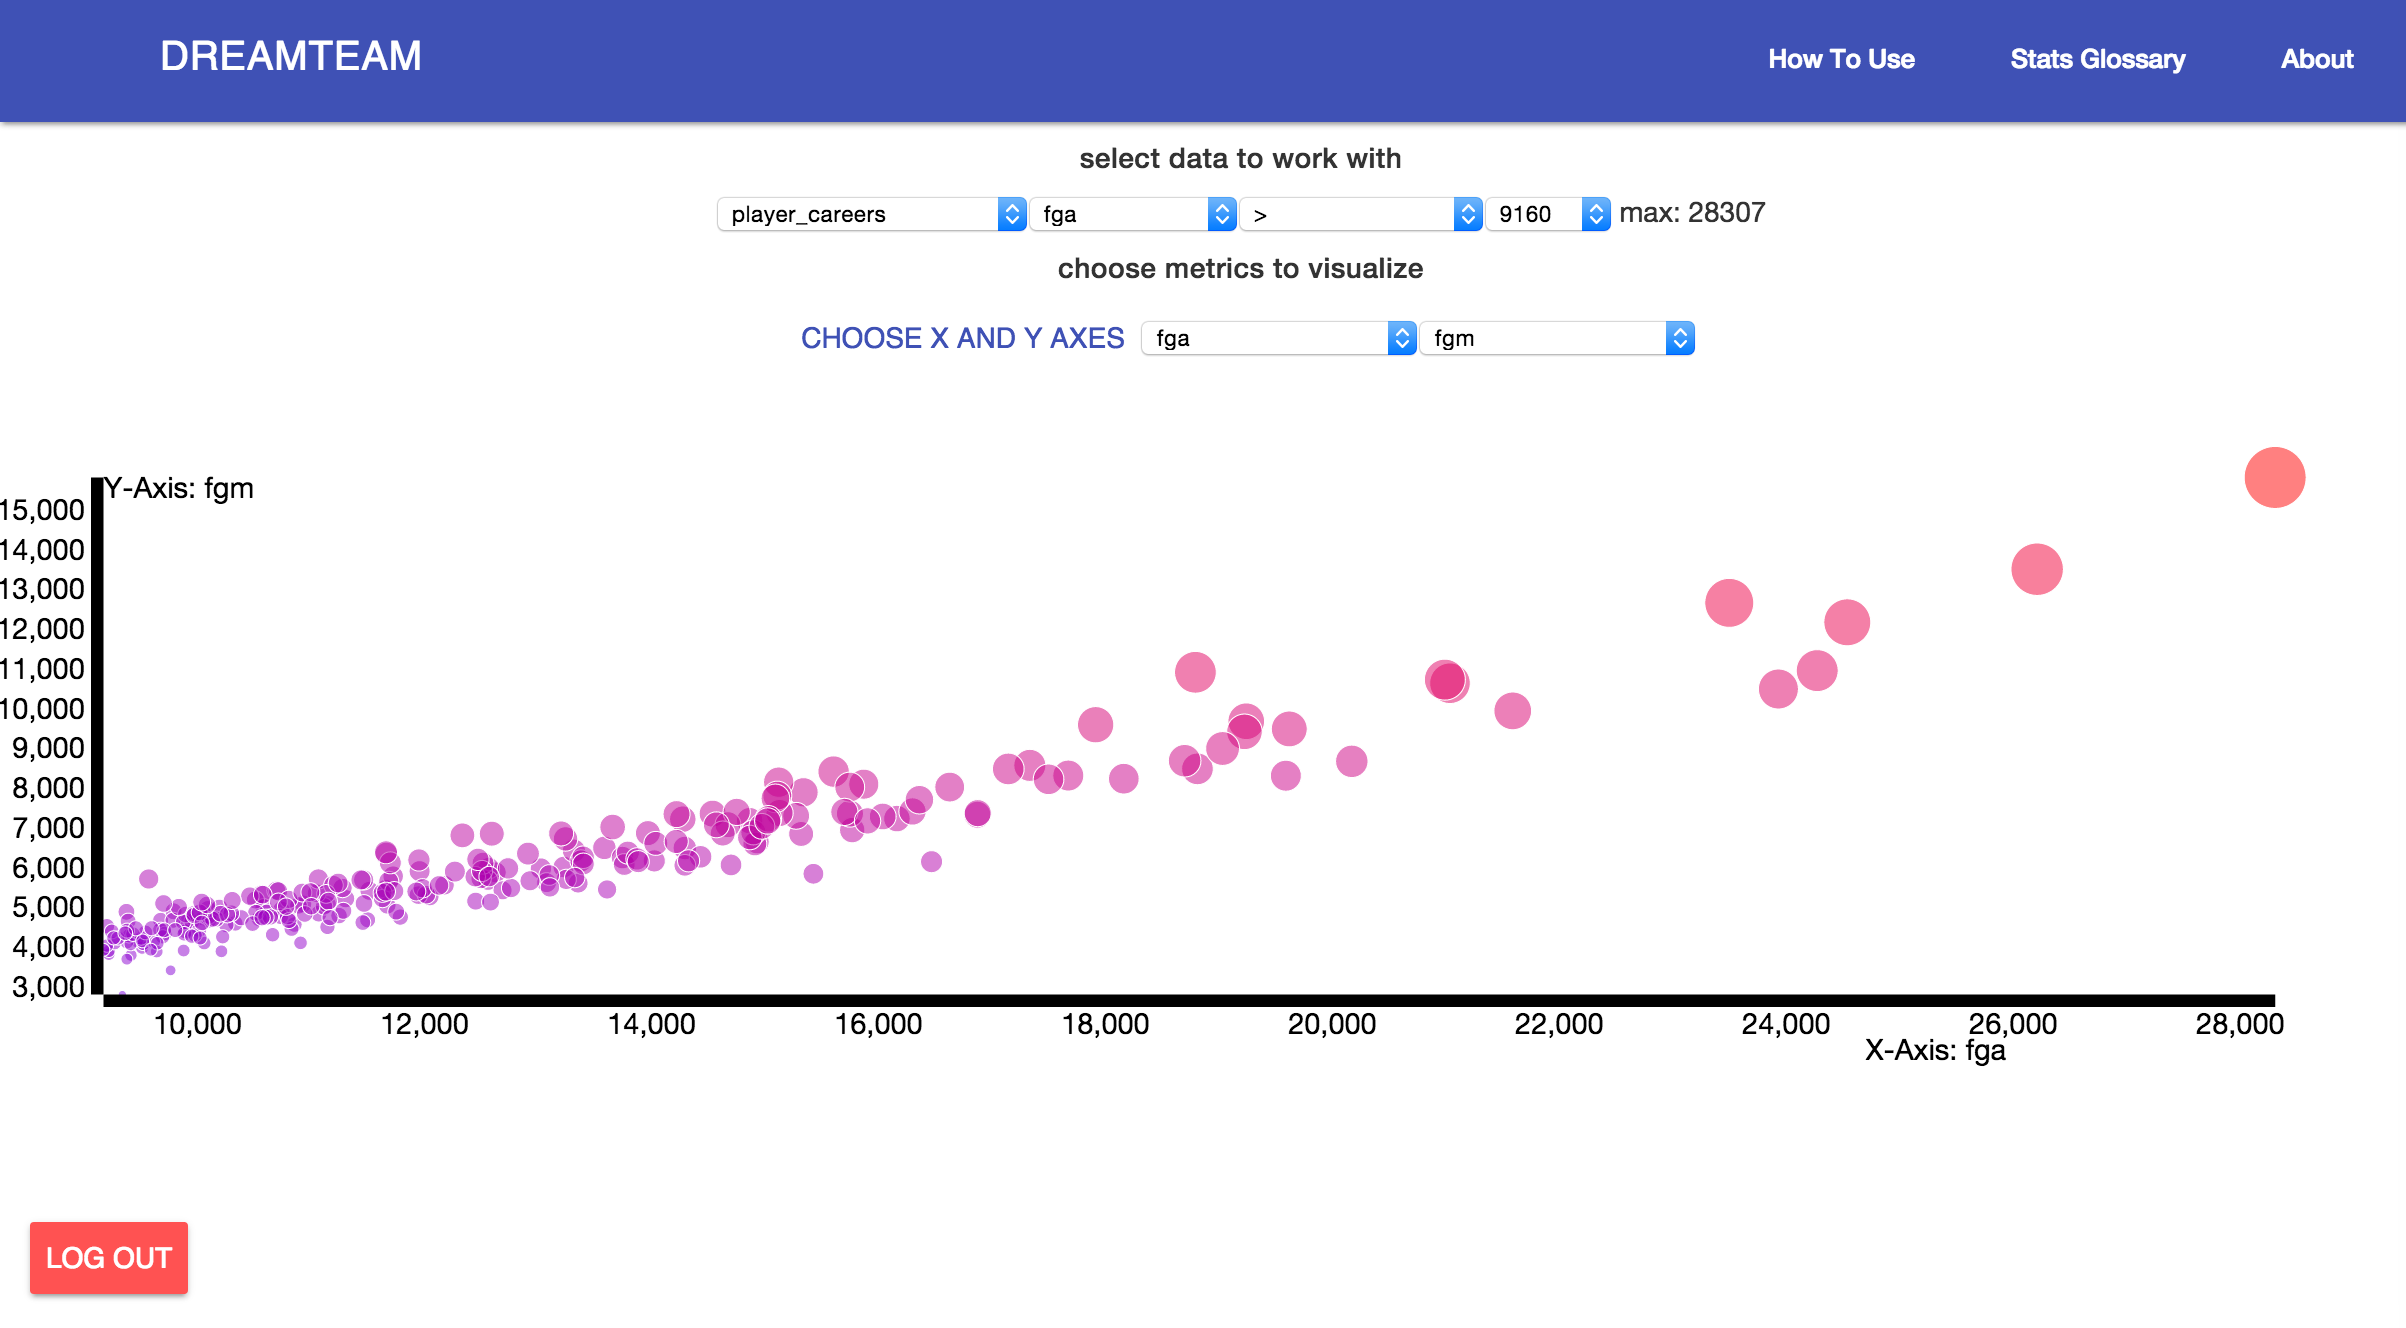 DREAMTEAM How To Use Stats Glossary About
select data to work with
player_careers fga > 9160 max: 28307
choose metrics to visualize
CHOOSE X AND Y AXES fga fgm
Y-Axis: fgm
15,000
14,000
13,000
12,000
11,000
10,000
9,000
8,000
7,000
6,000
5,000
4,000
3,000
10,000 12,000 14,000 16,000 18,000 20,000 22,000 24,000 26,000 28,000
X-Axis: fga
LOG OUT